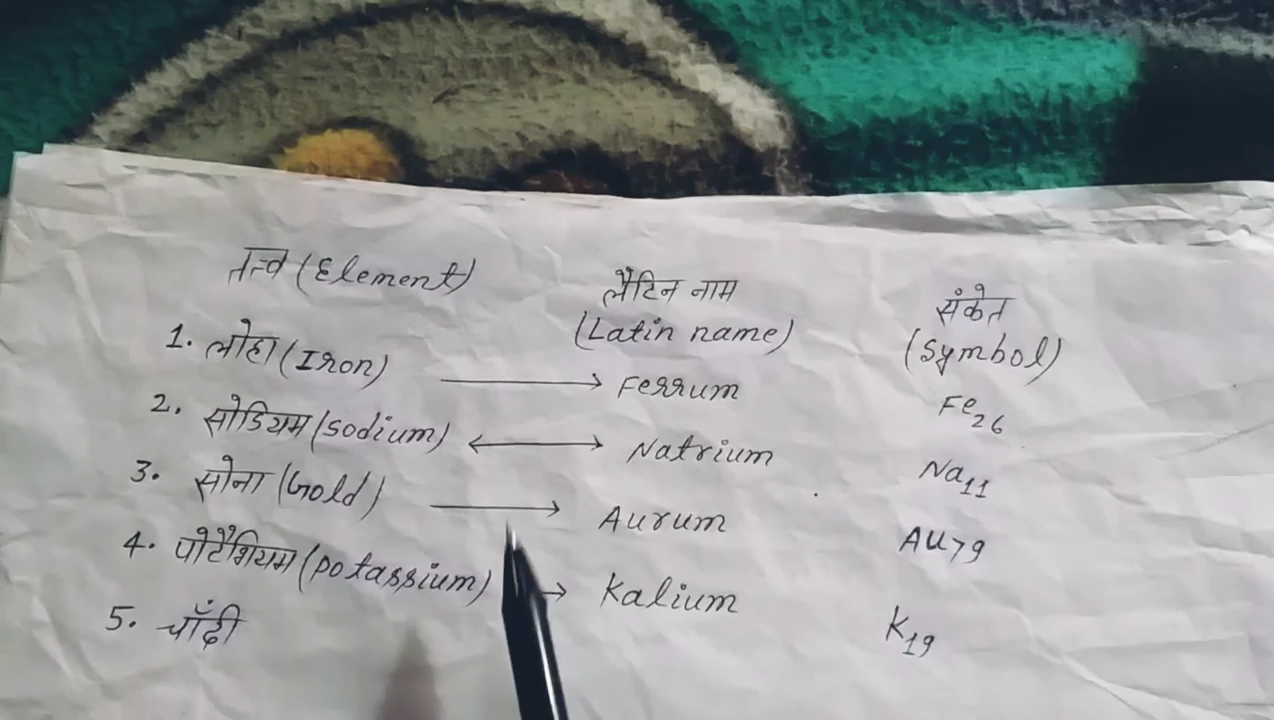 तत्व (Element) लैटिन नाम (Latin name) संकेत (Symbol)
1. लोहा (Iron) → Ferrum Fe26
2. सोडियम (sodium) ↔ Natrium Na11
3. सोना (Gold) → Aurum Au79
4. पोटैशियम (potassium) → Kalium K19
5. चाँदी